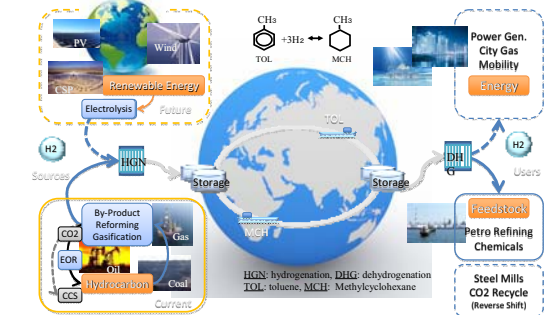 PV
Wind
CSP
Renewable Energy
Electrolysis
Future
CH3
+3H2
TOL
CH3
MCH
Power Gen.
City Gas
Mobility
Energy
H2
Sources
HGN
Storage
TOL
MCH
Storage
DH
G
H2
Users
By-Product
Reforming
Gasification
CO2
EOR
CCS
Gas
Oil
Coal
Hydrocarbon
Current
Feedstock
Petro Refining
Chemicals
HGN: hydrogenation, DHG: dehydrogenation
TOL: toluene, MCH: Methylcyclohexane
Steel Mills
CO2 Recycle
(Reverse Shift)